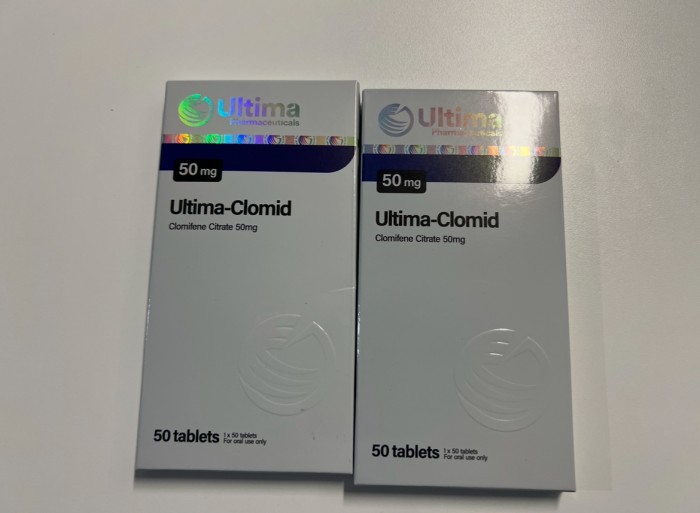 Ultima
Pharmaceuticals
50 mg
Ultima-Clomid
Clomifene Citrate 50mg
50 tablets
1 x 50 tablets
For oral use only
Ultima
Pharmaceuticals
50 mg
Ultima-Clomid
Clomifene Citrate 50mg
50 tablets
1 x 50 tablets
For oral use only